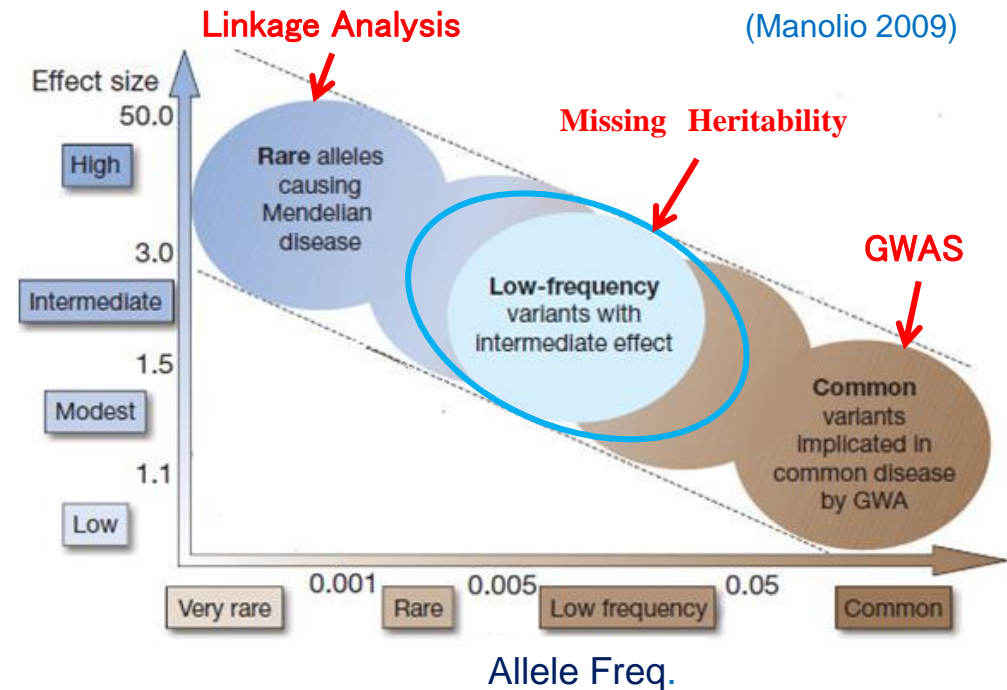 Linkage Analysis
(Manolio 2009)
Effect size
50.0
High
3.0
Intermediate
1.5
Modest
1.1
Low
Rare alleles
causing
Mendelian
disease
Missing Heritability
Low-frequency
variants with
intermediate effect
GWAS
Common
variants
implicated in
common disease
by GWA
0.001
0.005
0.05
Very rare
Rare
Low frequency
Common
Allele Freq.